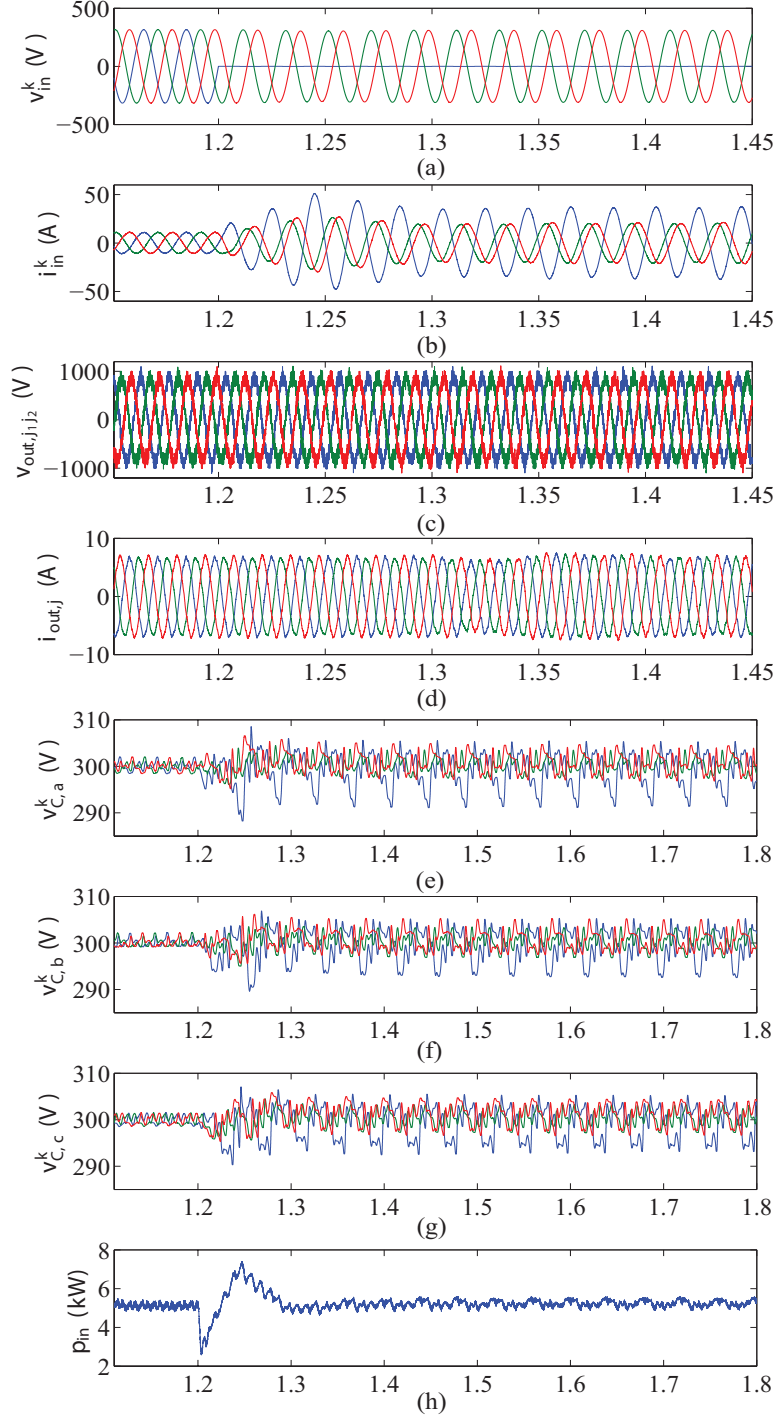 v_in^k (V)
500
0
−500
1.2 1.25 1.3 1.35 1.4 1.45
(a)
i_in^k (A)
50
0
−50
1.2 1.25 1.3 1.35 1.4 1.45
(b)
v_out,j1j2 (V)
1000
0
−1000
1.2 1.25 1.3 1.35 1.4 1.45
(c)
i_out,j (A)
10
0
−10
1.2 1.25 1.3 1.35 1.4 1.45
(d)
v_C,a^k (V)
310
300
290
1.2 1.3 1.4 1.5 1.6 1.7 1.8
(e)
v_C,b^k (V)
310
300
290
1.2 1.3 1.4 1.5 1.6 1.7 1.8
(f)
v_C,c^k (V)
310
300
290
1.2 1.3 1.4 1.5 1.6 1.7 1.8
(g)
p_in (kW)
8
6
4
2
1.2 1.3 1.4 1.5 1.6 1.7 1.8
(h)